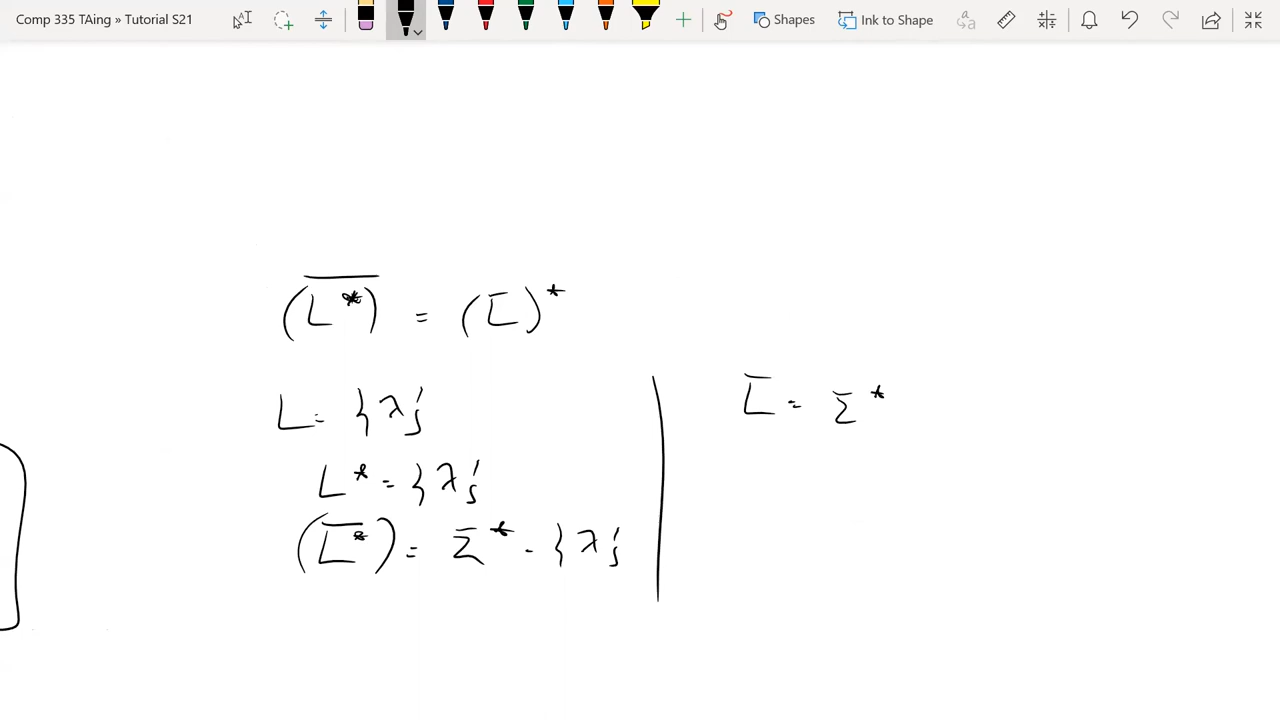 Comp 335 TAing » Tutorial S21
Shapes
Ink to Shape
(L̅*̅) = (L̅)*
L = {λ}
L* = {λ}
(L̅*̅) = Σ* - {λ}
L̅ = Σ*